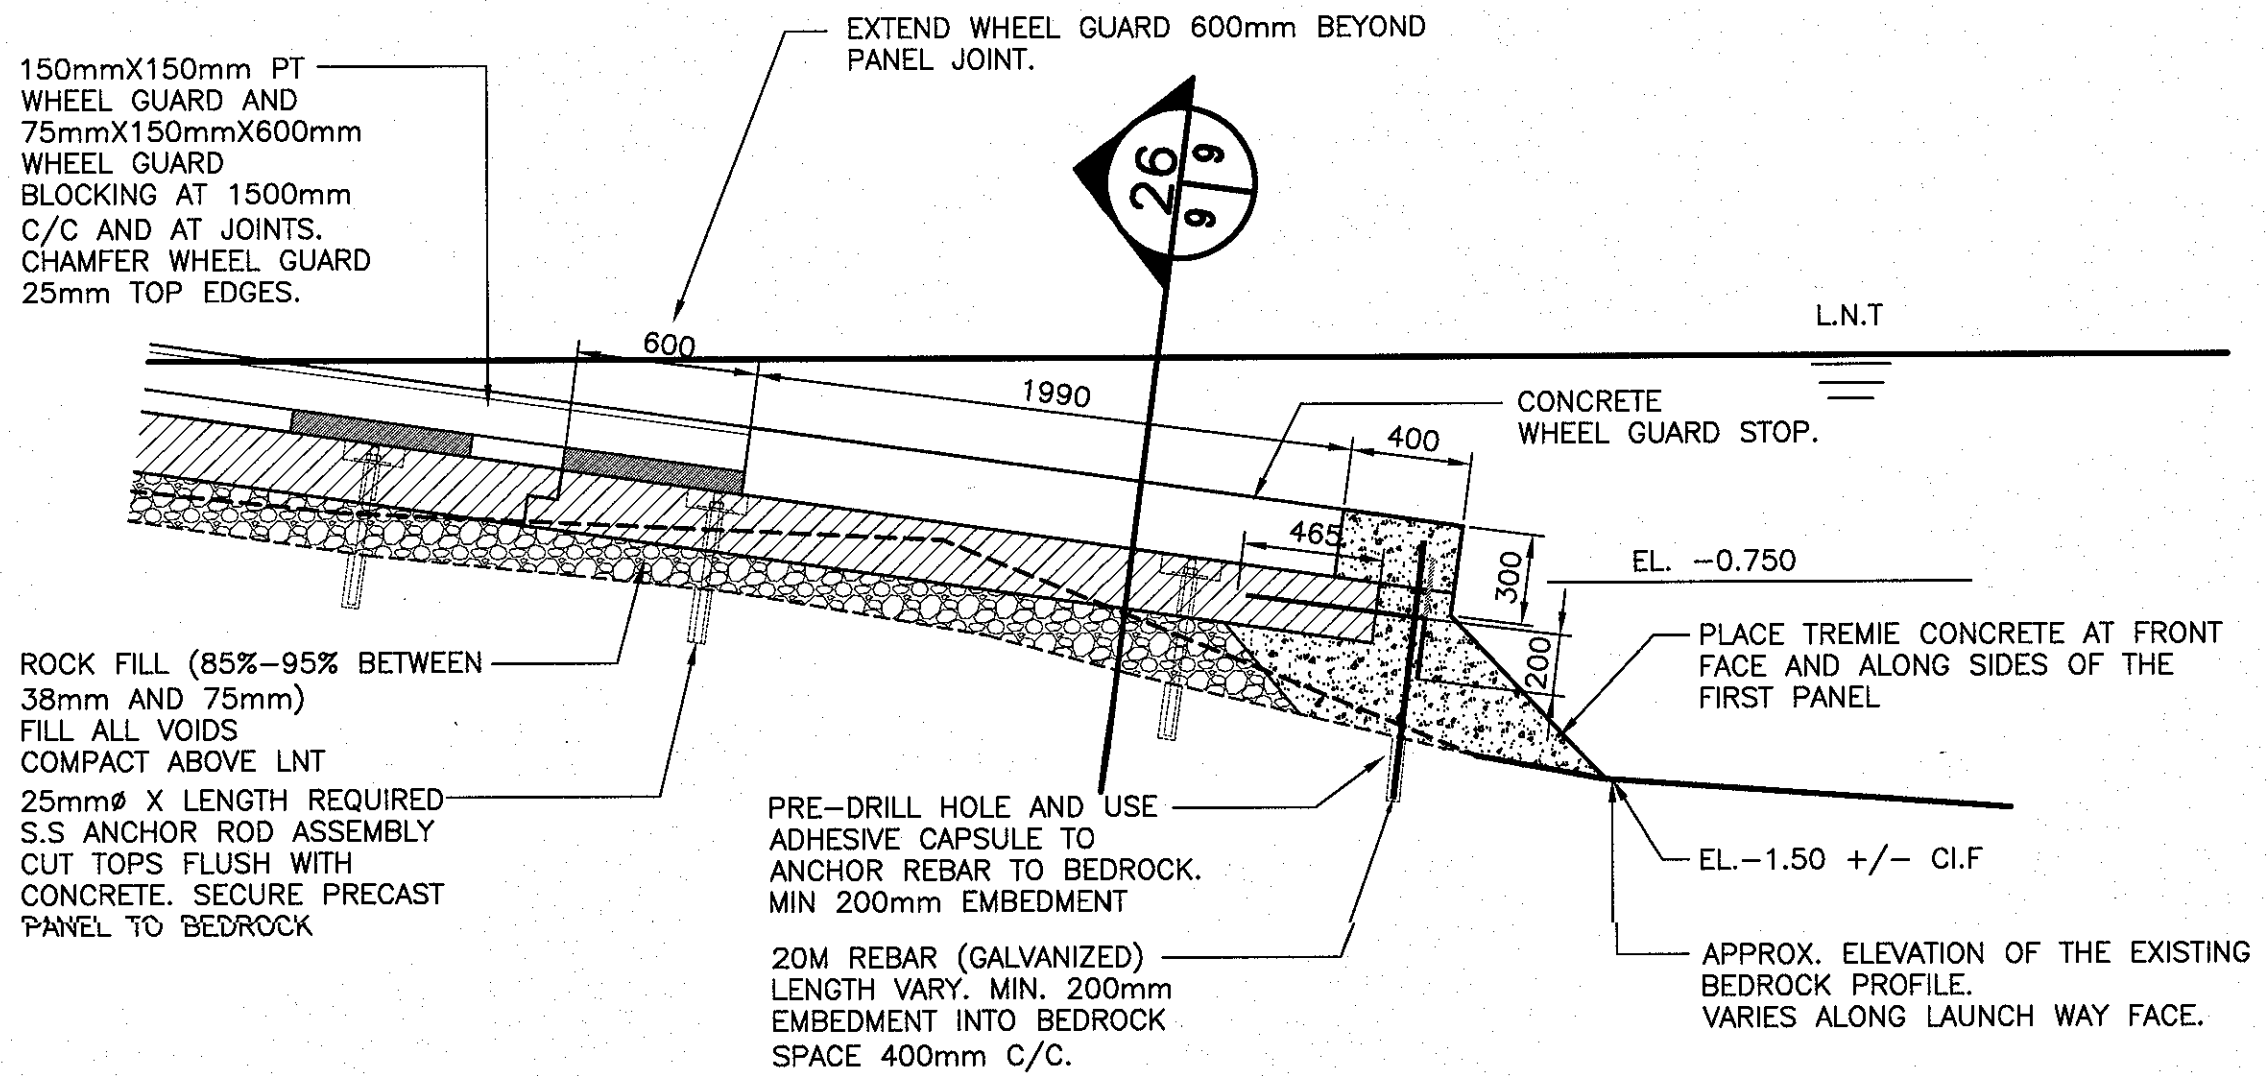 EXTEND WHEEL GUARD 600mm BEYOND
PANEL JOINT.
150mmX150mm PT
WHEEL GUARD AND
75mmX150mmX600mm
WHEEL GUARD
BLOCKING AT 1500mm
C/C AND AT JOINTS.
CHAMFER WHEEL GUARD
25mm TOP EDGES.
26
9
9
L.N.T
600
1990
400
CONCRETE
WHEEL GUARD STOP.
465
300
EL. -0.750
200
PLACE TREMIE CONCRETE AT FRONT
FACE AND ALONG SIDES OF THE
FIRST PANEL
ROCK FILL (85%-95% BETWEEN
38mm AND 75mm)
FILL ALL VOIDS
COMPACT ABOVE LNT
25mmø X LENGTH REQUIRED
S.S ANCHOR ROD ASSEMBLY
CUT TOPS FLUSH WITH
CONCRETE. SECURE PRECAST
PANEL TO BEDROCK
PRE-DRILL HOLE AND USE
ADHESIVE CAPSULE TO
ANCHOR REBAR TO BEDROCK.
MIN 200mm EMBEDMENT
20M REBAR (GALVANIZED)
LENGTH VARY. MIN. 200mm
EMBEDMENT INTO BEDROCK
SPACE 400mm C/C.
EL.-1.50 +/- CI.F
APPROX. ELEVATION OF THE EXISTING
BEDROCK PROFILE.
VARIES ALONG LAUNCH WAY FACE.